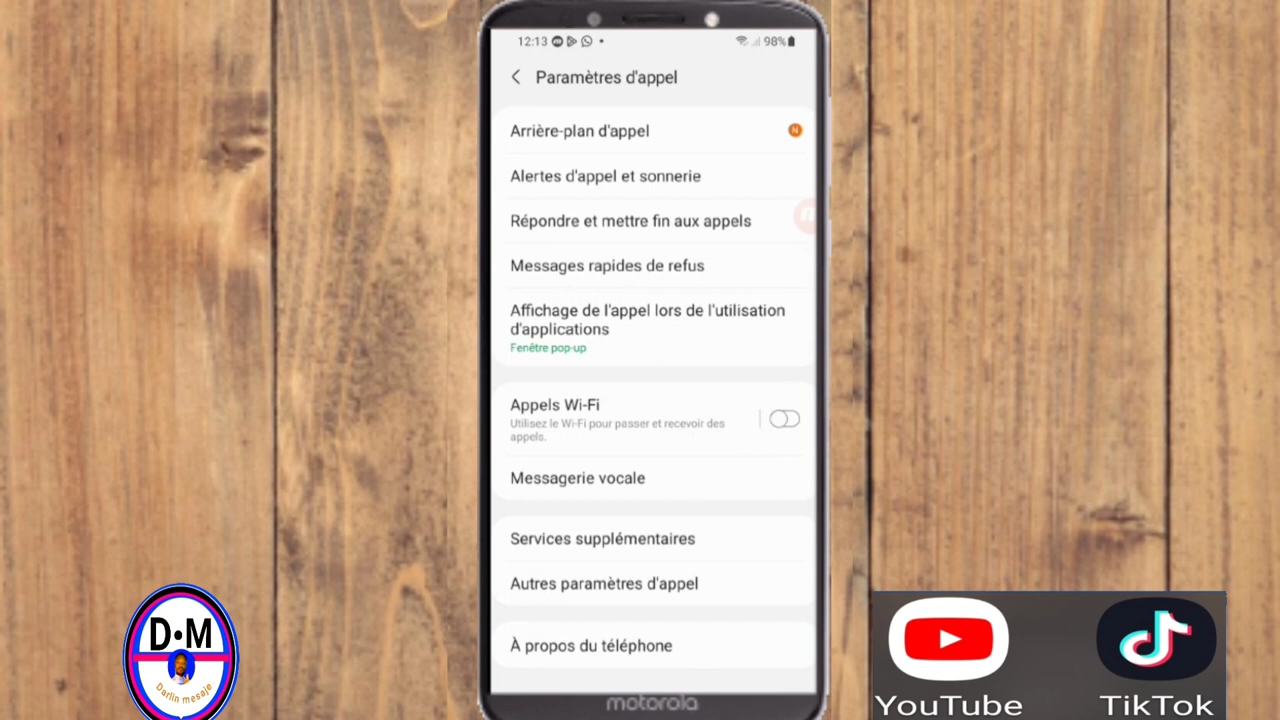 12:13
98%
Paramètres d'appel
Arrière-plan d'appel
N
Alertes d'appel et sonnerie
Répondre et mettre fin aux appels
Messages rapides de refus
Affichage de l'appel lors de l'utilisation
d'applications
Fenêtre pop-up
Appels Wi-Fi
Utilisez le Wi-Fi pour passer et recevoir des
appels.
Messagerie vocale
Services supplémentaires
Autres paramètres d'appel
À propos du téléphone
motorola
D•M
Darlin mesaje
YouTube
TikTok